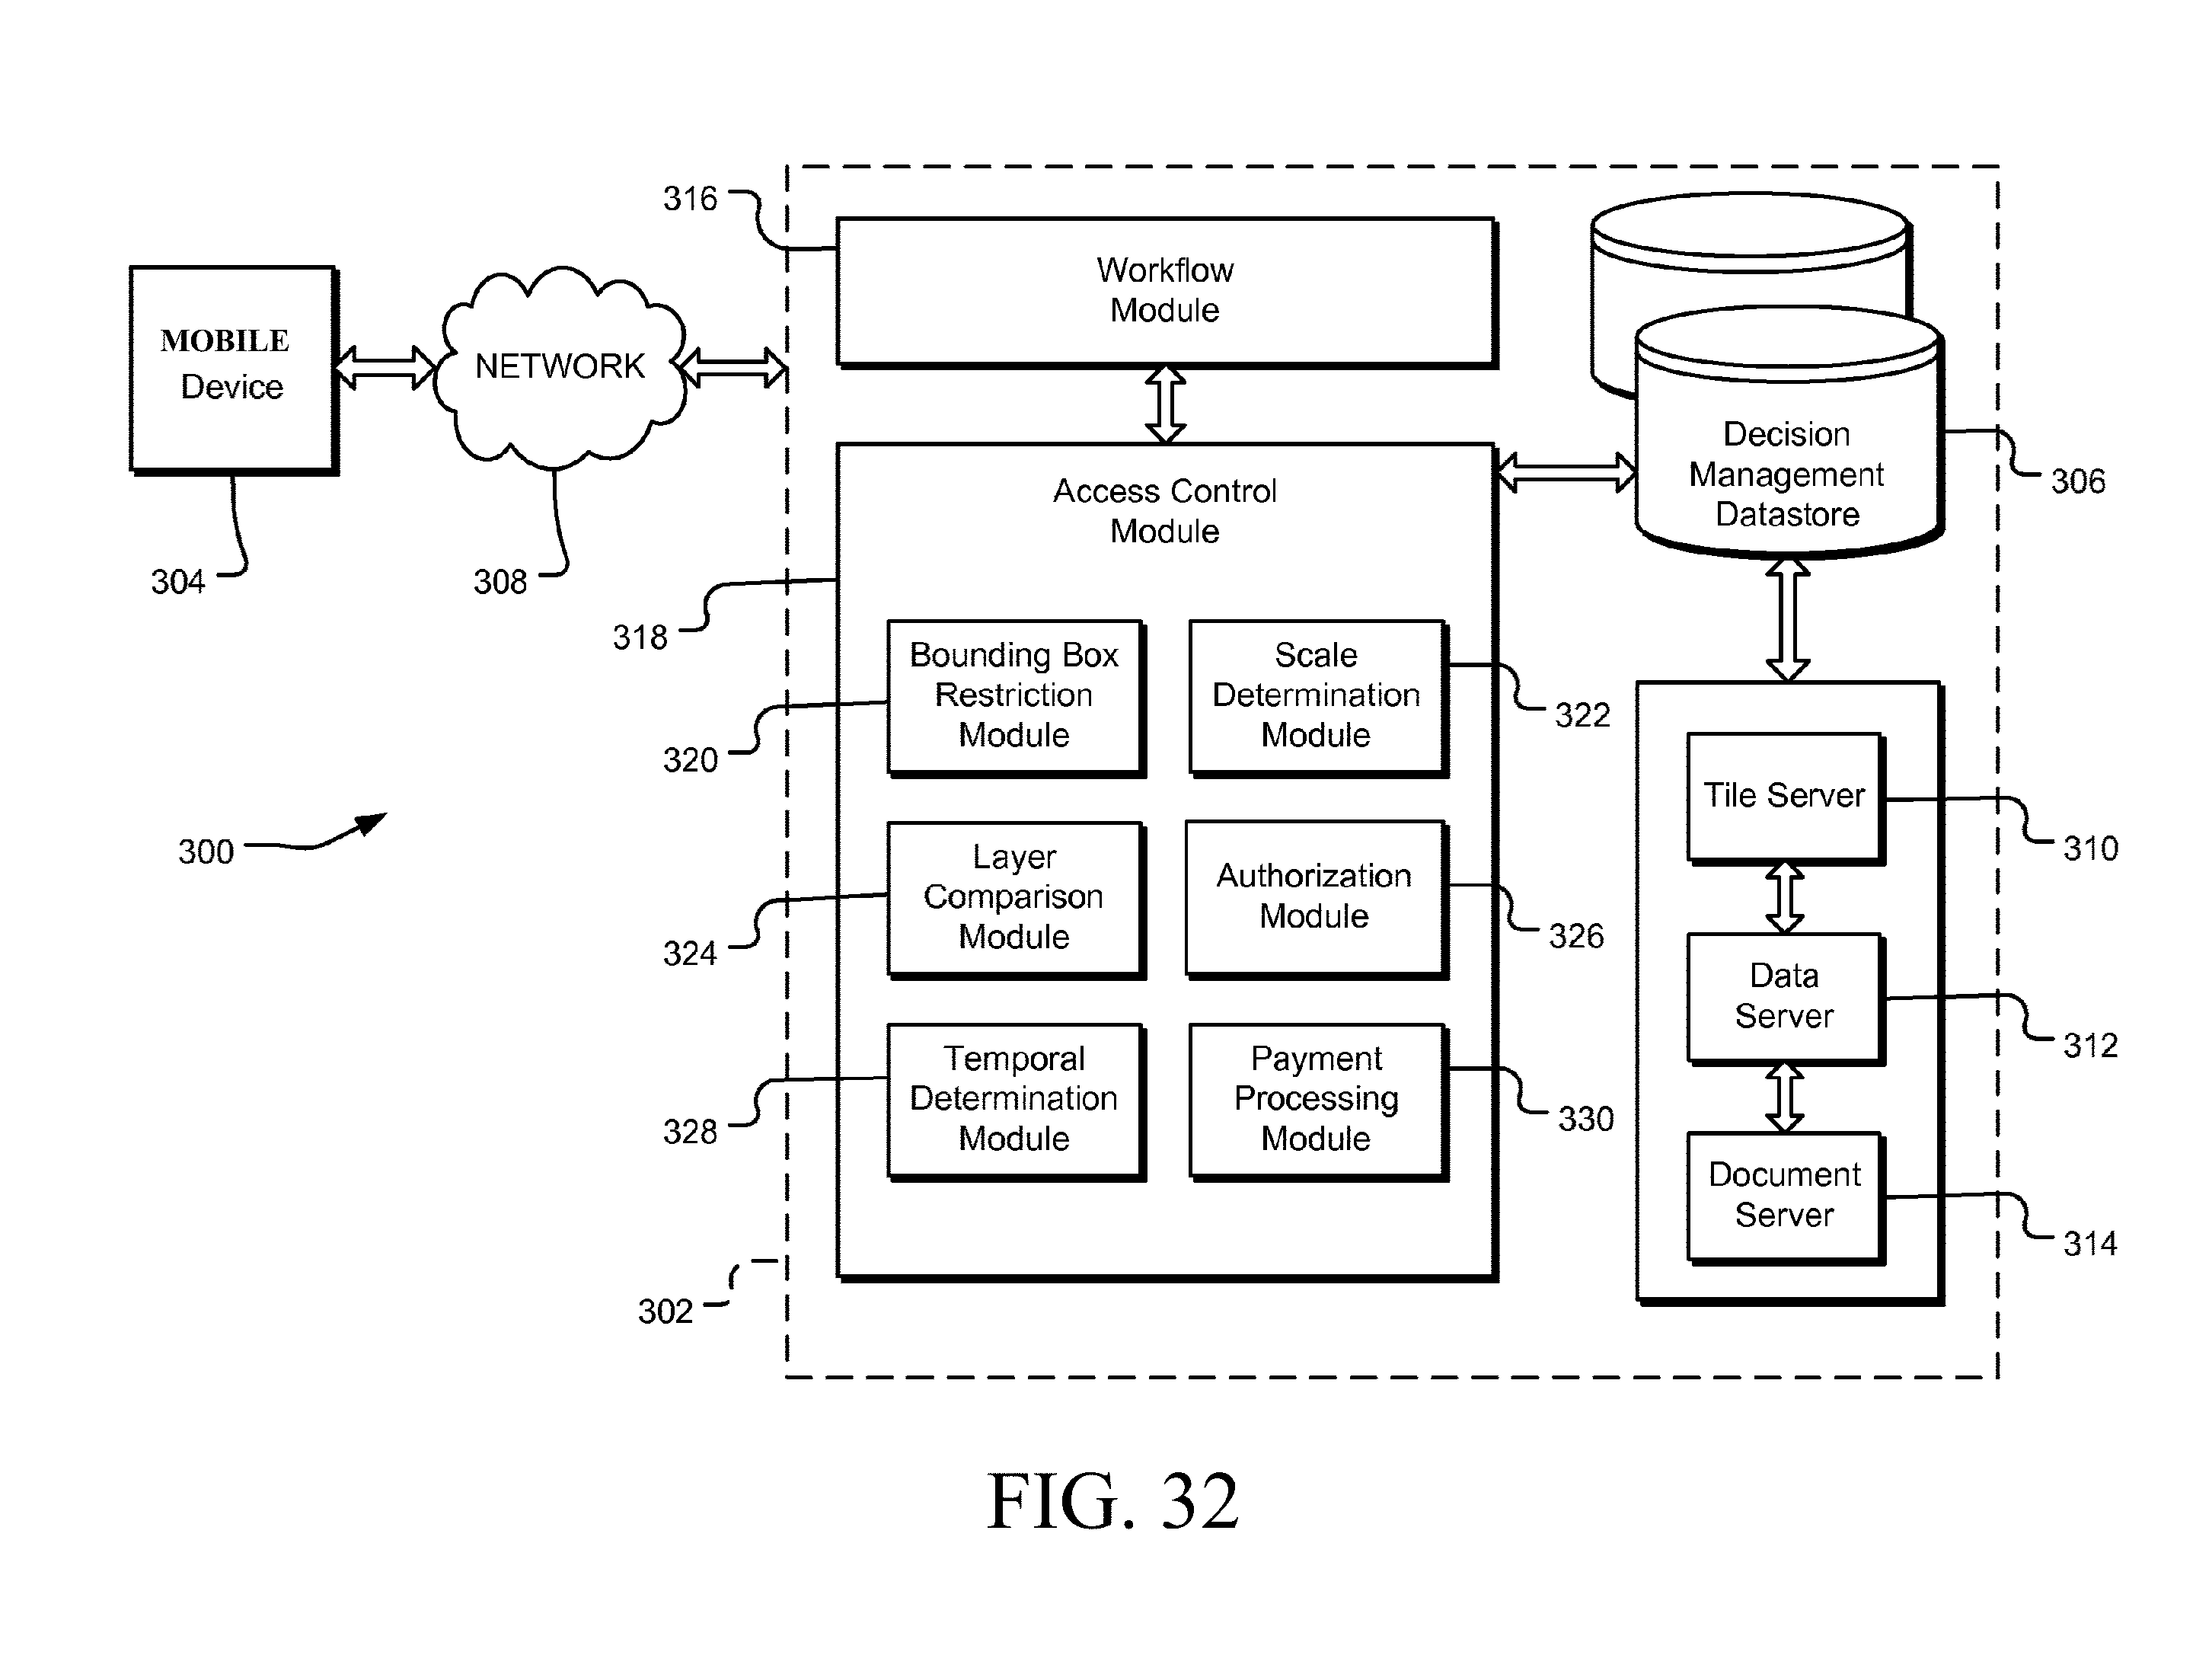 316
Workflow
Module
MOBILE
Device
NETWORK
304
308
Decision
Management
Datastore
306
Access Control
Module
318
Bounding Box
Restriction
Module
320
Scale
Determination
Module
322
Tile Server
310
300
Layer
Comparison
Module
324
Authorization
Module
326
Data
Server
312
Temporal
Determination
Module
328
Payment
Processing
Module
330
Document
Server
314
302
FIG. 32